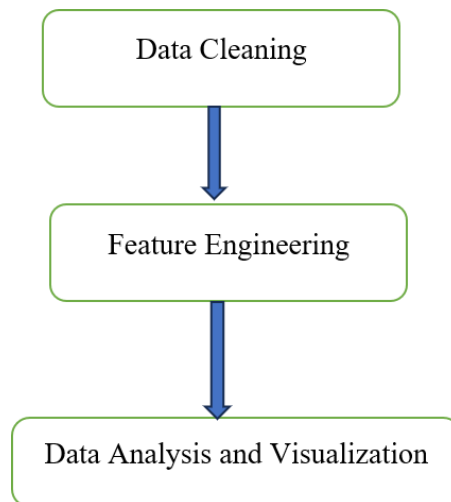 Data Cleaning
Feature Engineering
Data Analysis and Visualization